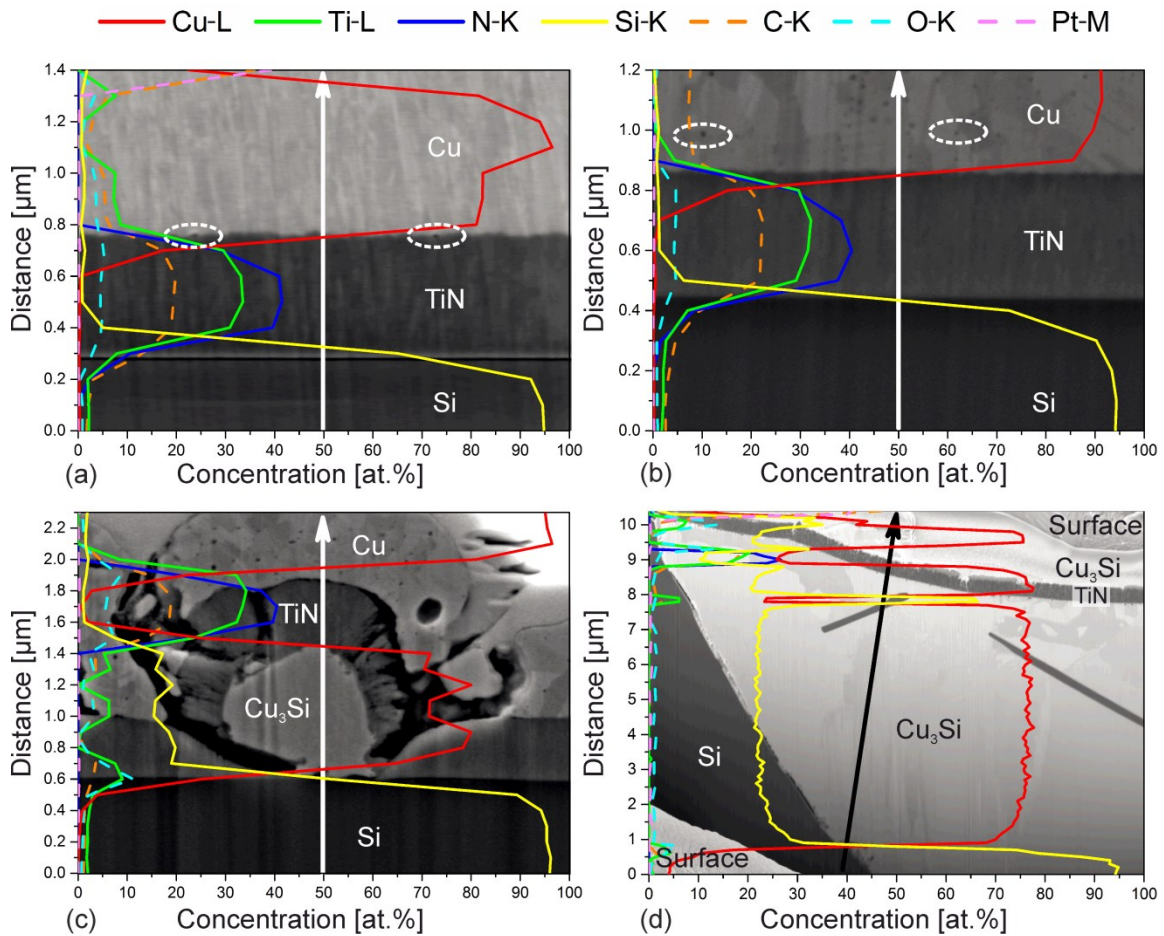 Cu-L Ti-L N-K Si-K C-K O-K Pt-M
1.4
1.2
1.0
0.8
0.6
0.4
0.2
0.0
Distance [µm]
Cu
TiN
Si
0 10 20 30 40 50 60 70 80 90 100
(a) Concentration [at.%]
1.2
1.0
0.8
0.6
0.4
0.2
0.0
Distance [µm]
Cu
TiN
Si
0 10 20 30 40 50 60 70 80 90 100
(b) Concentration [at.%]
2.2
2.0
1.8
1.6
1.4
1.2
1.0
0.8
0.6
0.4
0.2
0.0
Distance [µm]
Cu
TiN
Cu₃Si
Si
0 10 20 30 40 50 60 70 80 90 100
(c) Concentration [at.%]
10
9
8
7
6
5
4
3
2
1
0
Distance [µm]
Surface
Cu₃Si
TiN
Cu₃Si
Si
Surface
0 10 20 30 40 50 60 70 80 90 100
(d) Concentration [at.%]